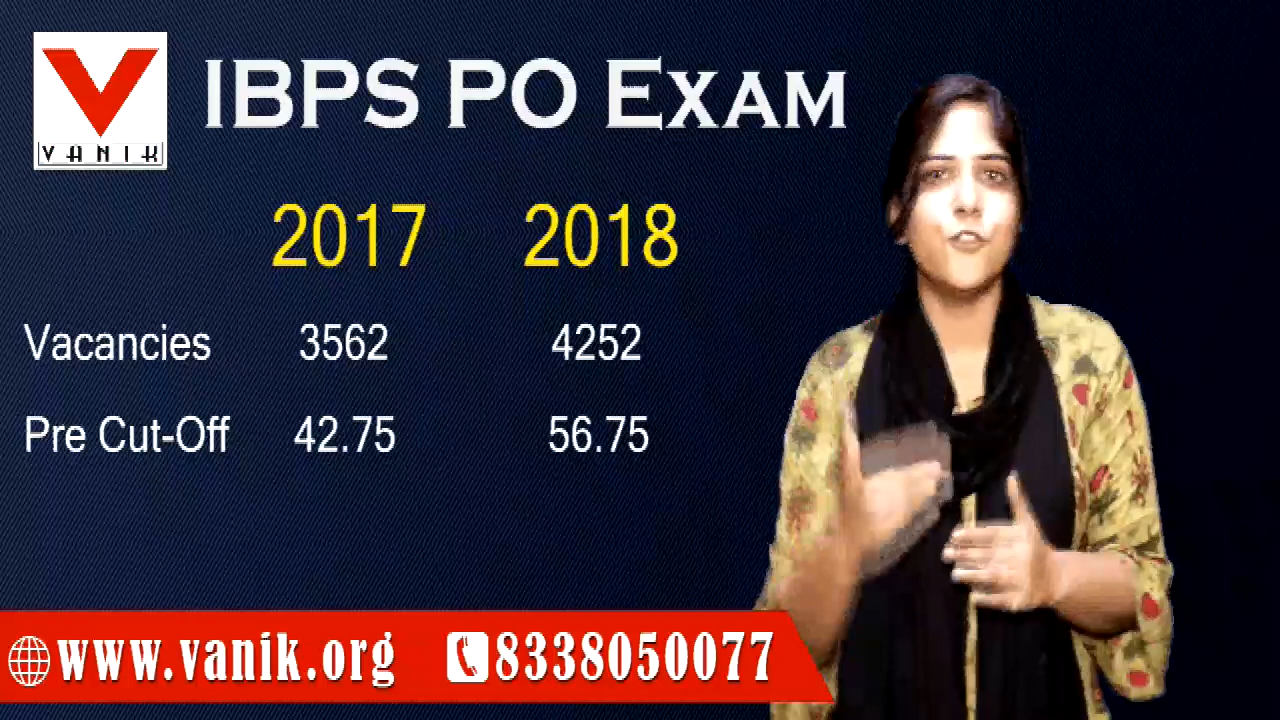 VANIK
IBPS PO EXAM
2017 2018
Vacancies 3562 4252
Pre Cut-Off 42.75 56.75
www.vanik.org 8338050077